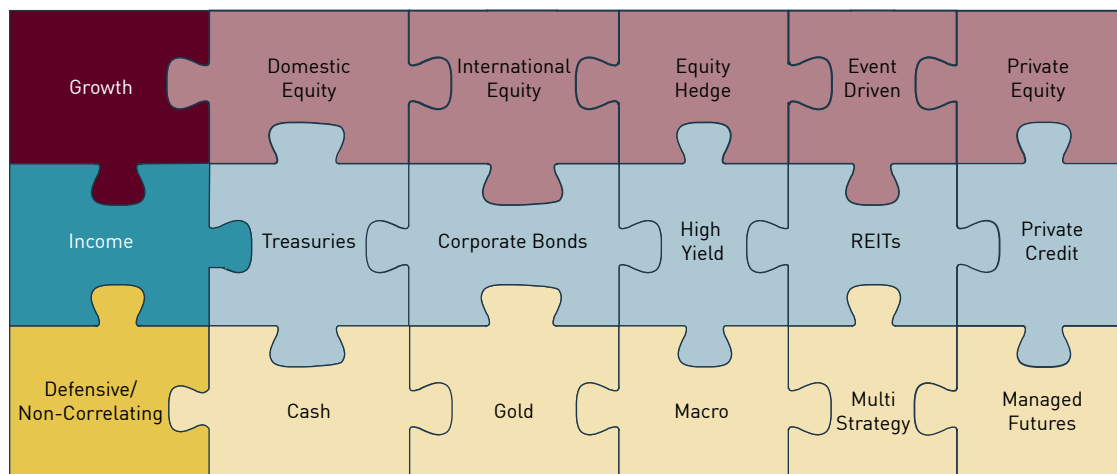 Growth
Domestic
Equity
International
Equity
Equity
Hedge
Event
Driven
Private
Equity
Income
Treasuries
Corporate Bonds
High
Yield
REITs
Private
Credit
Defensive/
Non-Correlating
Cash
Gold
Macro
Multi
Strategy
Managed
Futures